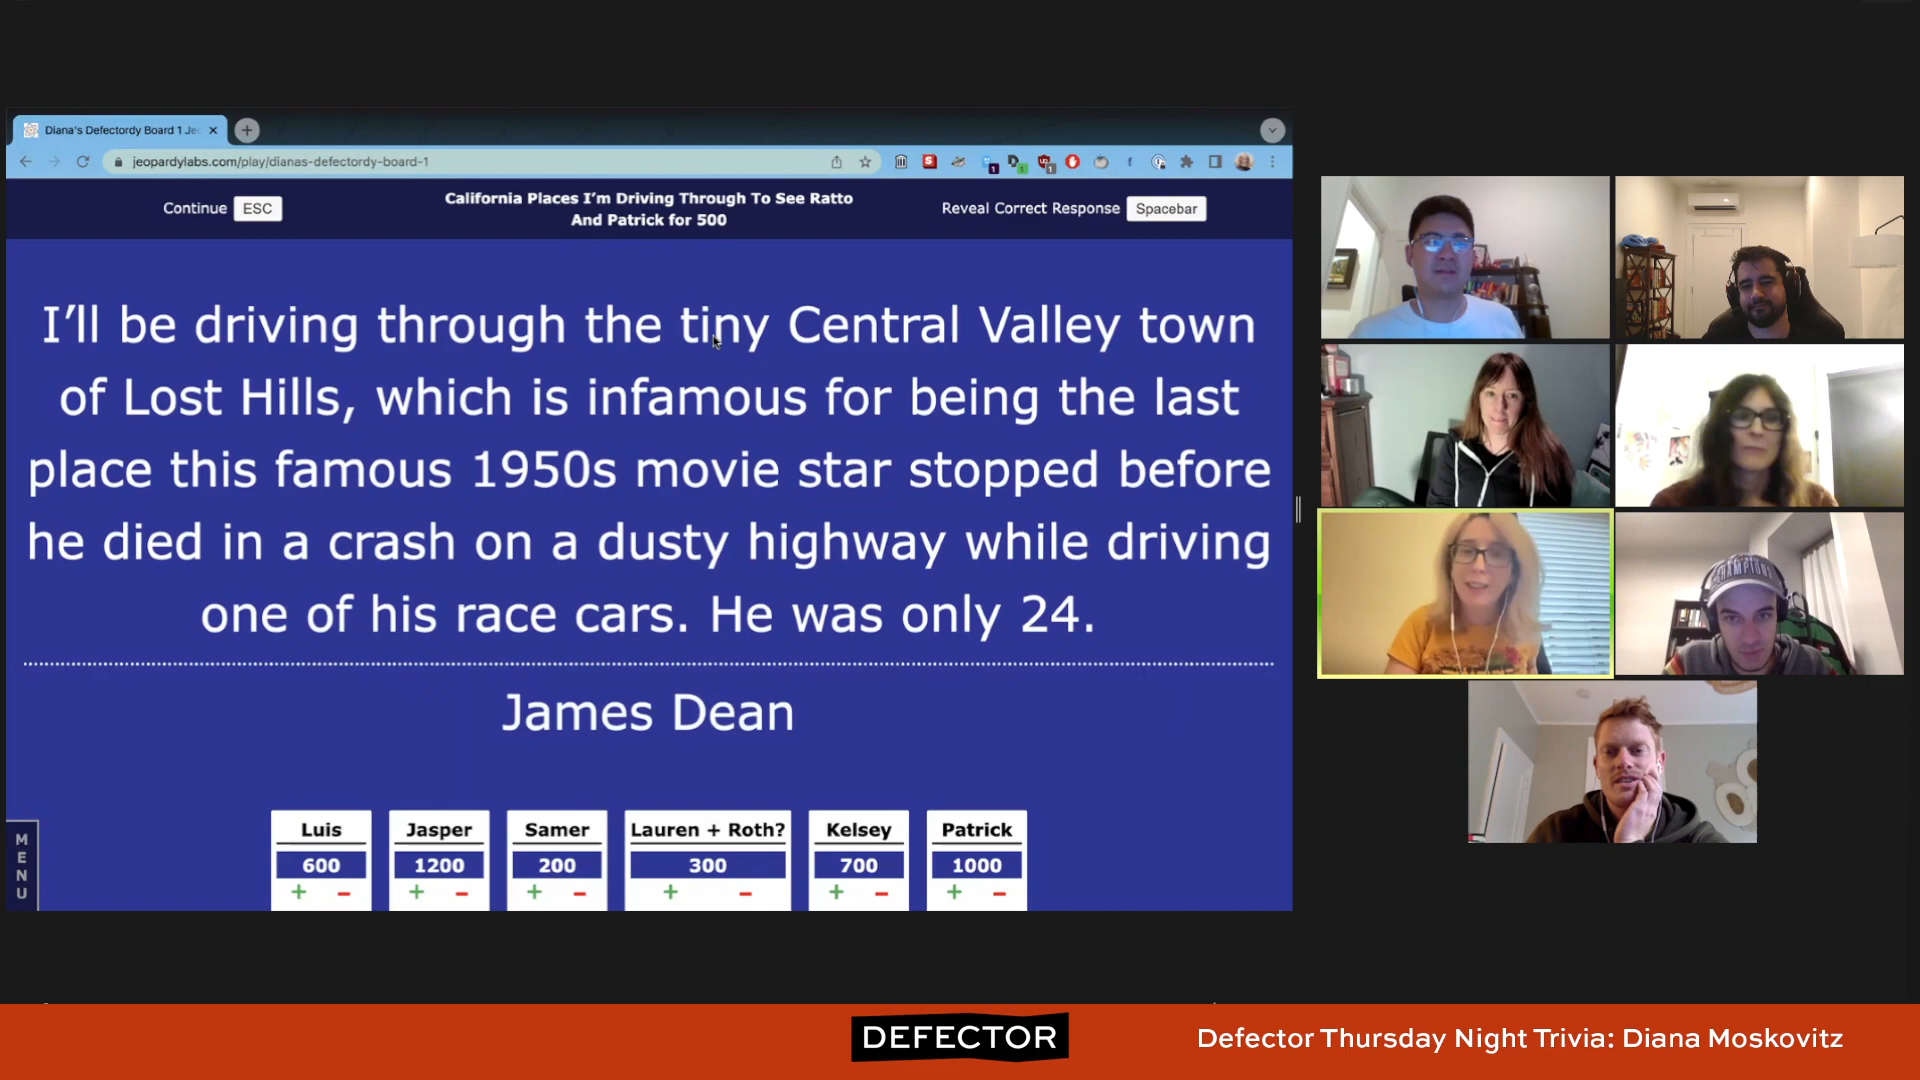 Diana's Defectordy Board 1 Je
jeopardylabs.com/play/dianas-defectordy-board-1
Continue ESC
California Places I'm Driving Through To See Ratto
And Patrick for 500
Reveal Correct Response Spacebar
I'll be driving through the tiny Central Valley town
of Lost Hills, which is infamous for being the last
place this famous 1950s movie star stopped before
he died in a crash on a dusty highway while driving
one of his race cars. He was only 24.
James Dean
MENU
Luis Jasper Samer Lauren + Roth? Kelsey Patrick
600 1200 200 300 700 1000
+ − + − + − + − + − + −
CHAMPIONS
DEFECTOR
Defector Thursday Night Trivia: Diana Moskovitz